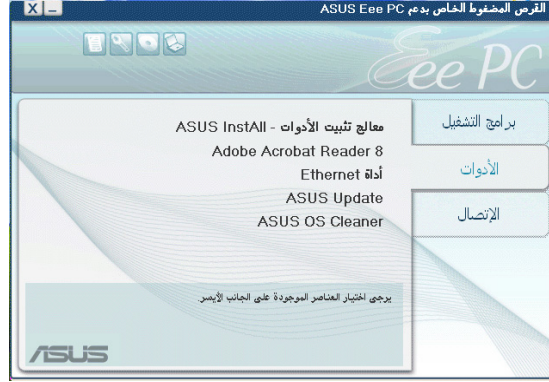 القرص المضغوط الخاص بدعم ASUS Eee PC
Eee PC
برامج التشغيل
الأدوات
الإتصال
معالج تثبيت الأدوات - ASUS InstAll
Adobe Acrobat Reader 8
أداة Ethernet
ASUS Update
ASUS OS Cleaner
يرجى اختيار العناصر الموجودة على الجانب الأيسر.
ASUS